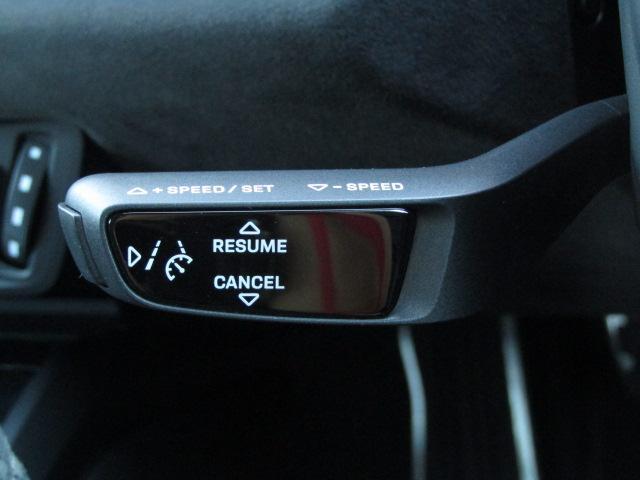 + SPEED / SET – SPEED
RESUME
CANCEL